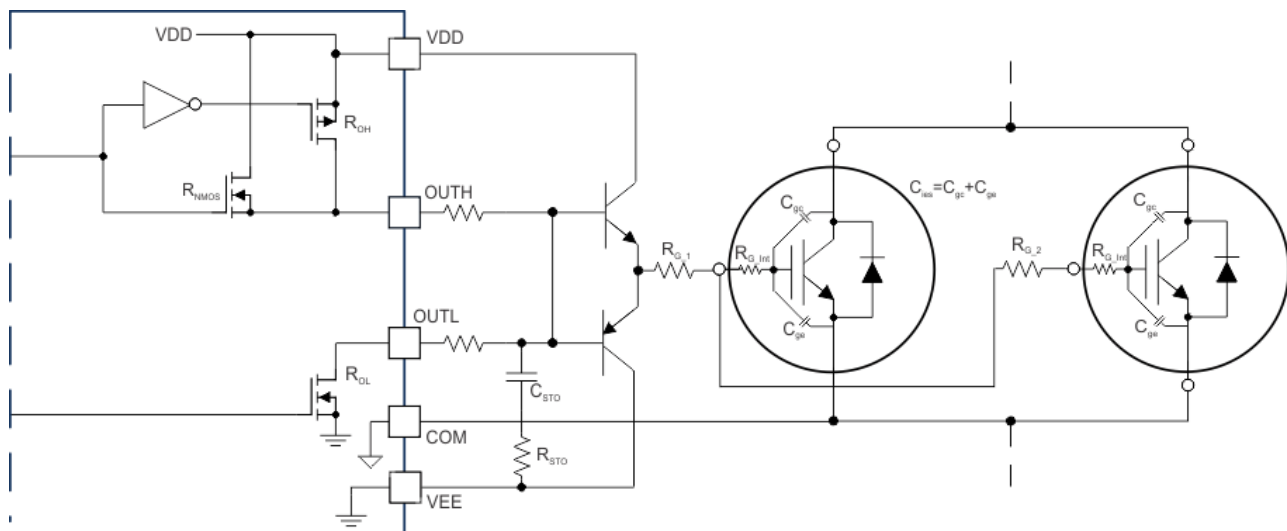 VDD
VDD
R_OH
R_NMOS
OUTH
C_ies=C_gc+C_ge
C_gc
C_gc
R_G_1
R_G_Int
R_G_2
R_G_Int
C_ge
C_ge
OUTL
R_OL
C_STO
COM
R_STO
VEE